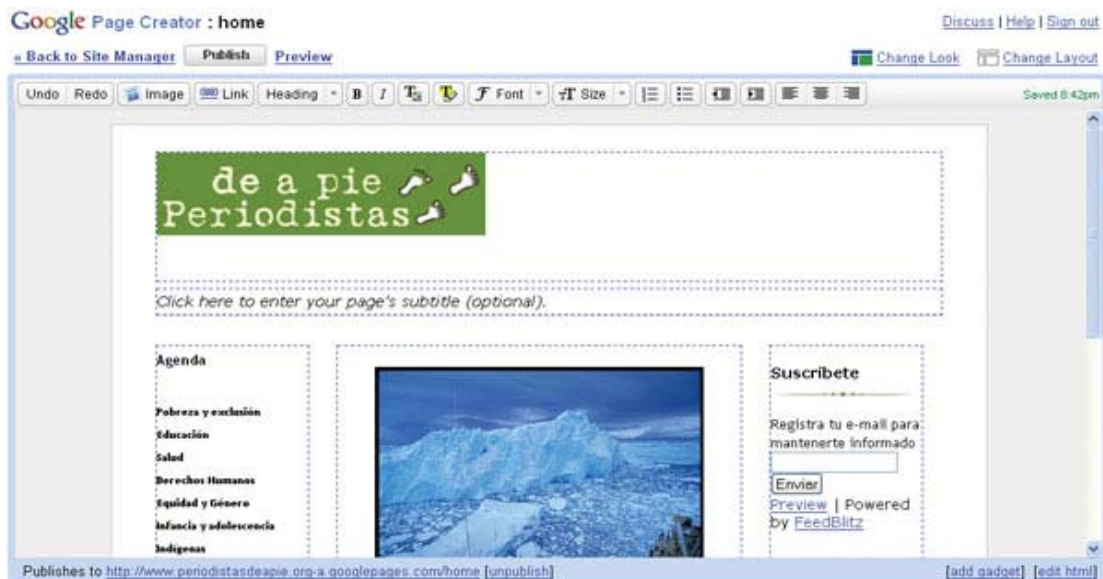 Google Page Creator : home
Discuss | Help | Sign out
« Back to Site Manager Publish Preview
Change Look Change Layout
Undo Redo Image Link Heading B I T Font T Size
Saved 8:42pm
de a pie
Periodistas
Click here to enter your page's subtitle (optional).
Agenda
Pobreza y exclusión
Educación
Salud
Derechos Humanos
Equidad y Género
Infancia y adolescencia
Indígenas
Suscríbete
Registra tu e-mail para
mantenerte informado
Enviar
Preview | Powered
by FeedBlitz
Publishes to http://www.periodistasdeapie.org-a.googlepages.com/home [unpublish]
[add gadget] [edit html]